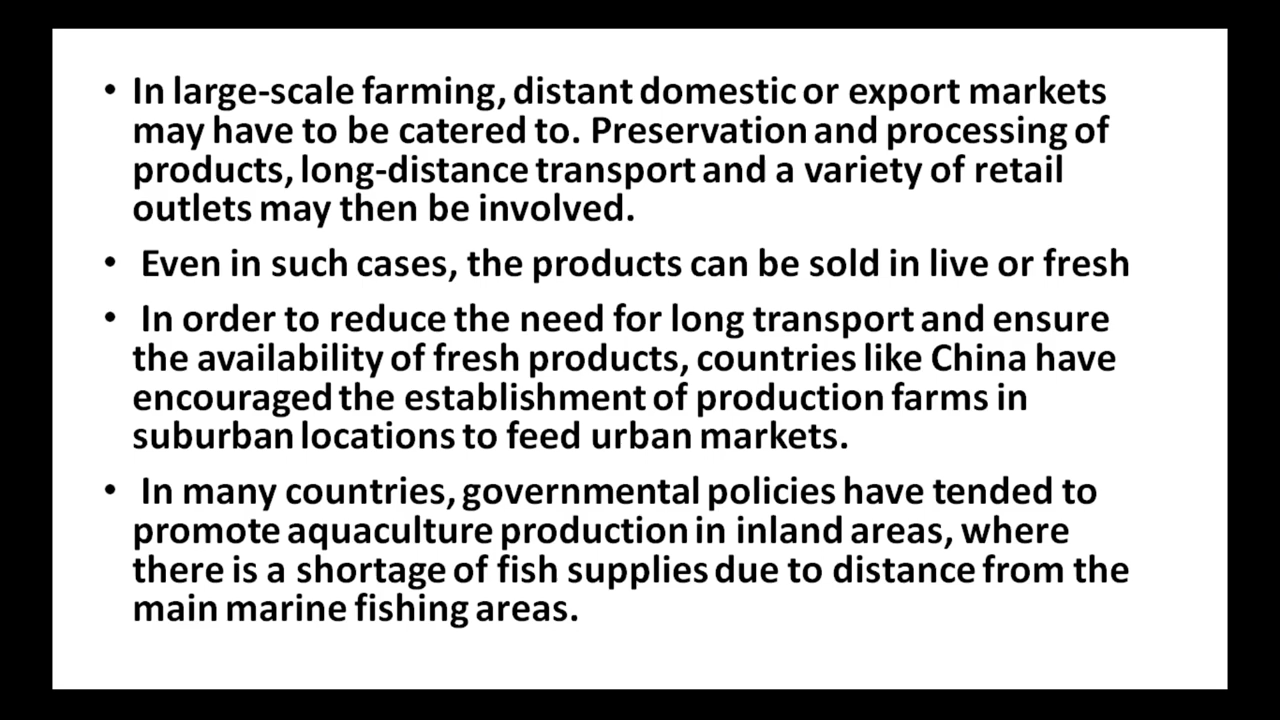 • In large-scale farming, distant domestic or export markets
may have to be catered to. Preservation and processing of
products, long-distance transport and a variety of retail
outlets may then be involved.
• Even in such cases, the products can be sold in live or fresh
• In order to reduce the need for long transport and ensure
the availability of fresh products, countries like China have
encouraged the establishment of production farms in
suburban locations to feed urban markets.
• In many countries, governmental policies have tended to
promote aquaculture production in inland areas, where
there is a shortage of fish supplies due to distance from the
main marine fishing areas.